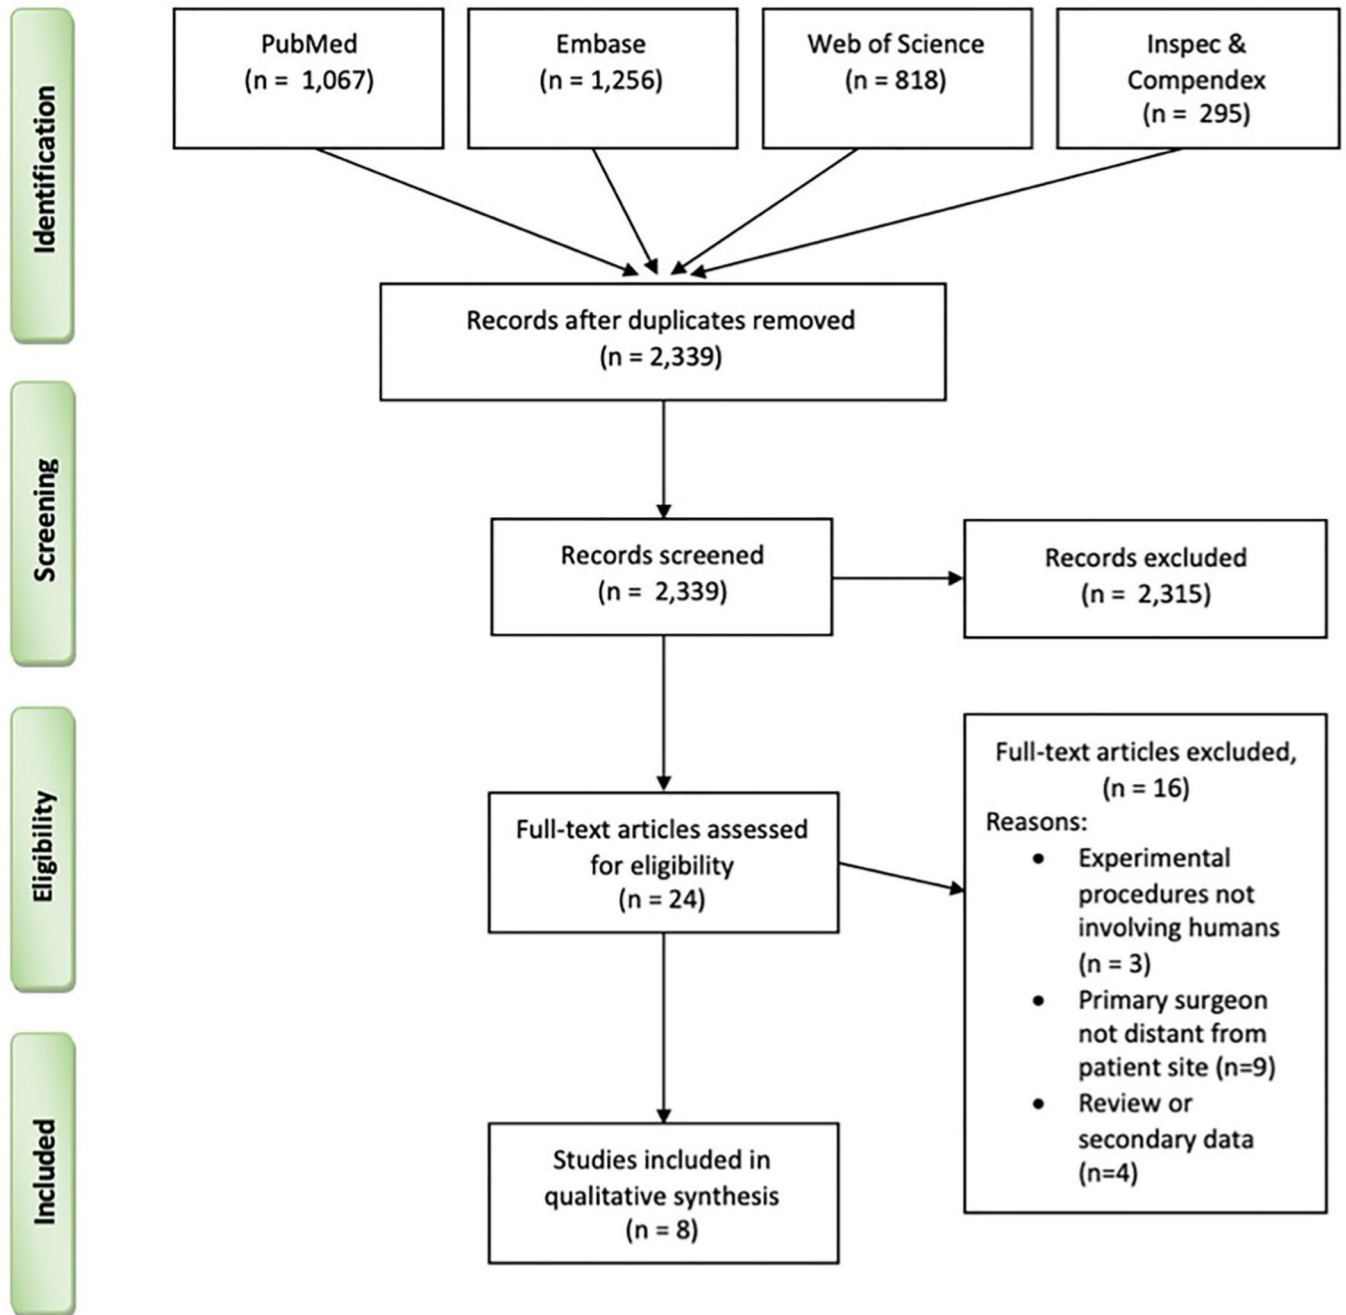 Identification
PubMed
(n = 1,067)
Embase
(n = 1,256)
Web of Science
(n = 818)
Inspec &
Compendex
(n = 295)
Records after duplicates removed
(n = 2,339)
Screening
Records screened
(n = 2,339)
Records excluded
(n = 2,315)
Eligibility
Full-text articles assessed
for eligibility
(n = 24)
Full-text articles excluded,
(n = 16)
Reasons:
• Experimental
procedures not
involving humans
(n = 3)
• Primary surgeon
not distant from
patient site (n=9)
• Review or
secondary data
(n=4)
Included
Studies included in
qualitative synthesis
(n = 8)